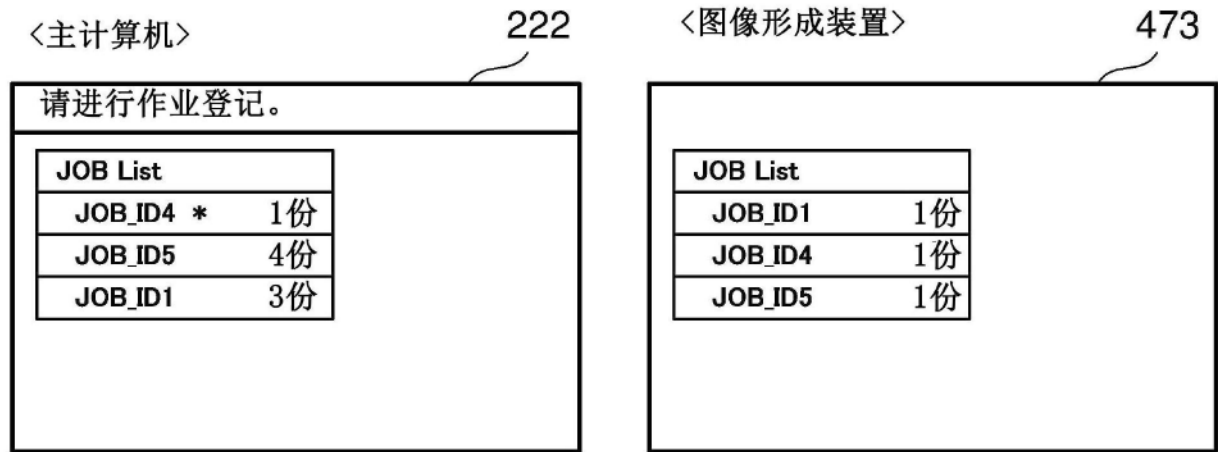 <主计算机>
222
请进行作业登记。
JOB List
JOB_ID4 * 1份
JOB_ID5 4份
JOB_ID1 3份
<图像形成装置>
473
JOB List
JOB_ID1 1份
JOB_ID4 1份
JOB_ID5 1份